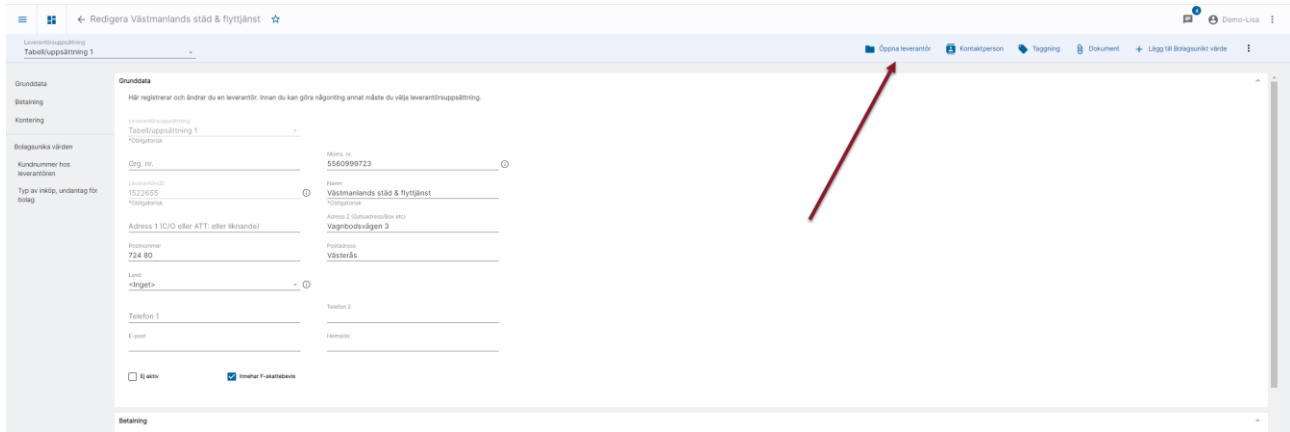 Redigera Västmanlands städ & flyttjänst
4
Demo-Lisa
Leverantörsuppsättning
Tabell/uppsättning 1
Öppna leverantör
Kontaktperson
Taggning
Dokument
Lägg till Bolagsunikt värde
Grunddata
Betalning
Kontering
Bolagsunika värden
Kundnummer hos
leverantören
Typ av inköp, undantag för
bolag
Grunddata
Här registrerar och ändrar du en leverantör. Innan du kan göra någonting annat måste du välja leverantörsuppsättning.
Leverantörsuppsättning
Tabell/uppsättning 1
*Obligatorisk
Org. nr.
Moms. nr.
5560999723
LeverantörsID
1522655
*Obligatorisk
Namn
Västmanlands städ & flyttjänst
*Obligatorisk
Adress 1 (C/O eller ATT: eller liknande)
Adress 2 (Gatuadress/Box etc)
Vagnbodsvägen 3
Postnummer
724 80
Postadress
Västerås
Land
<Inget>
Telefon 1
Telefon 2
E-post
Hemsida
Ej aktiv
Innehar F-skattebevis
Betalning